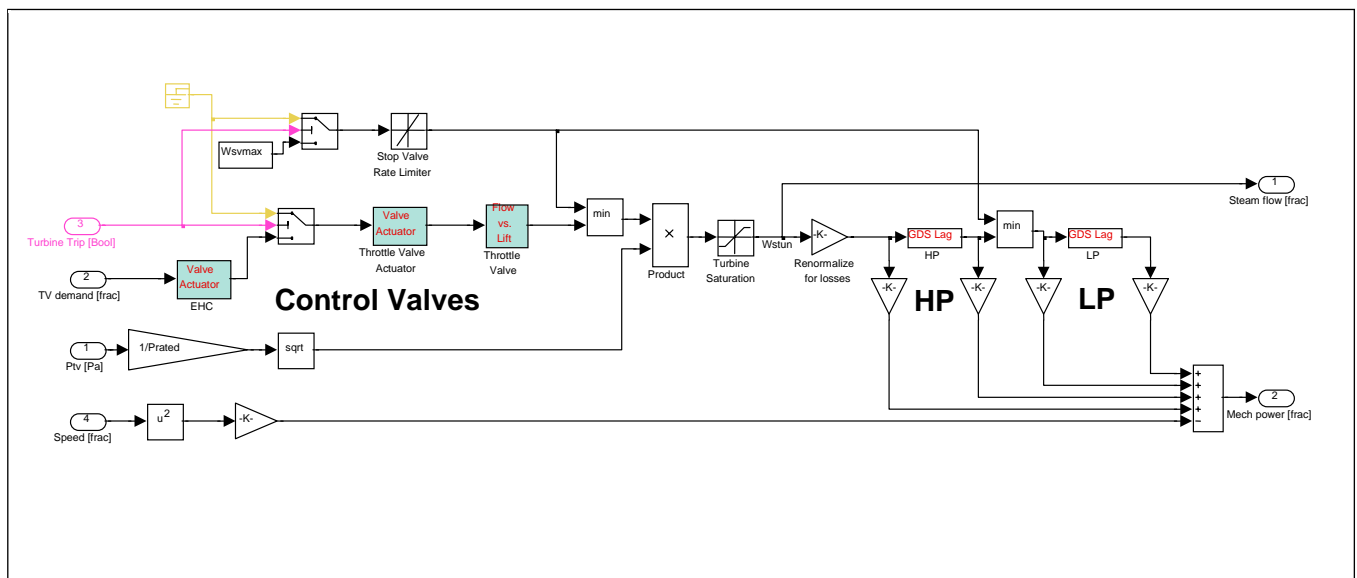 Wsvmax
Stop Valve
Rate Limiter
3
Turbine Trip [Bool]
2
TV demand [frac]
Valve
Actuator
EHC
Valve
Actuator
Throttle Valve
Actuator
Flow
vs.
Lift
Throttle
Valve
Control Valves
min
×
Product
Turbine
Saturation
Wstun
-K-
Renormalize
for losses
GDS Lag
HP
min
GDS Lag
LP
1
Steam flow [frac]
-K-
HP
-K-
-K-
LP
-K-
1
Ptv [Pa]
1/Prated
sqrt
4
Speed [frac]
u²
-K-
+
+
+
+
−
2
Mech power [frac]